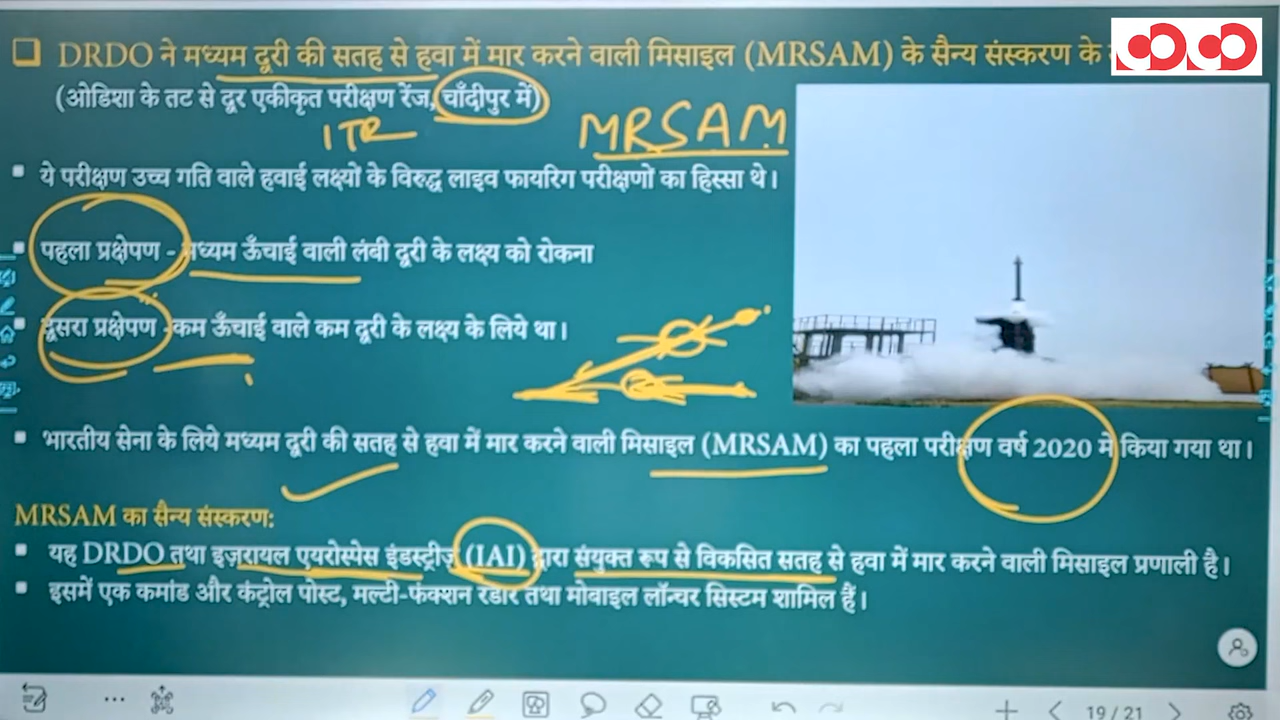 DRDO ने मध्यम दूरी की सतह से हवा में मार करने वाली मिसाइल (MRSAM) के सैन्य संस्करण के
(ओडिशा के तट से दूर एकीकृत परीक्षण रेंज, चाँदीपुर में)
ITR MRSAM
ये परीक्षण उच्च गति वाले हवाई लक्ष्यों के विरुद्ध लाइव फायरिंग परीक्षणों का हिस्सा थे।
पहला प्रक्षेपण - मध्यम ऊँचाई वाली लंबी दूरी के लक्ष्य को रोकना
दूसरा प्रक्षेपण - कम ऊँचाई वाले कम दूरी के लक्ष्य के लिये था।
भारतीय सेना के लिये मध्यम दूरी की सतह से हवा में मार करने वाली मिसाइल (MRSAM) का पहला परीक्षण वर्ष 2020 में किया गया था।
MRSAM का सैन्य संस्करण:
यह DRDO तथा इज़रायल एयरोस्पेस इंडस्ट्रीज़ (IAI) द्वारा संयुक्त रूप से विकसित सतह से हवा में मार करने वाली मिसाइल प्रणाली है।
इसमें एक कमांड और कंट्रोल पोस्ट, मल्टी-फंक्शन रडार तथा मोबाइल लॉन्चर सिस्टम शामिल हैं।
19 / 21